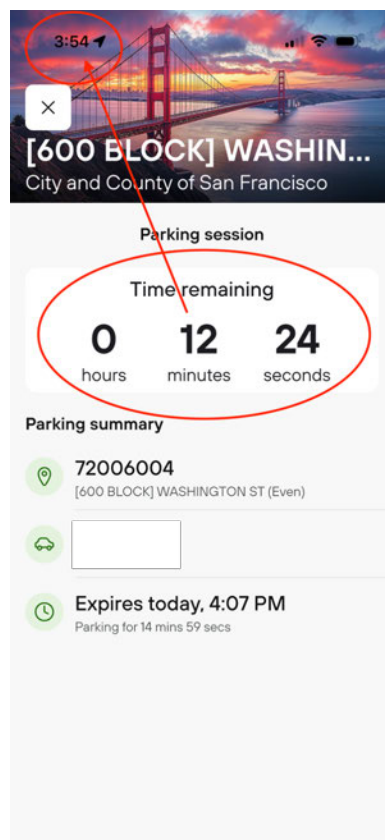 3:54
[600 BLOCK] WASHIN...
City and County of San Francisco
Parking session
Time remaining
0 12 24
hours minutes seconds
Parking summary
72006004
[600 BLOCK] WASHINGTON ST (Even)
Expires today, 4:07 PM
Parking for 14 mins 59 secs